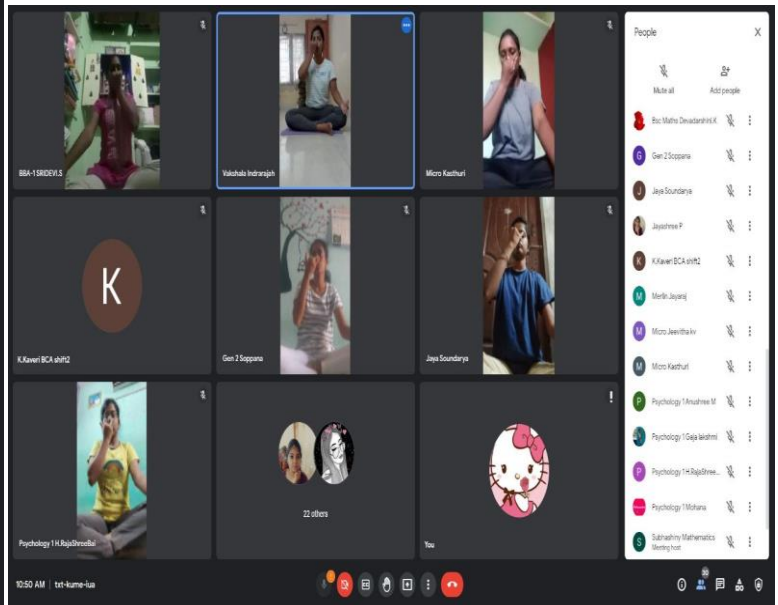 BBA-1 SRIDEVI.S
Vakshala Indrarajah
Micro Kasthuri
K
K.Kaveri BCA shift2
Gen 2 Soppana
Jaya Soundarya
Psychology 1 H.RajaShreeBai
22 others
You
People
X
Mute all
Add people
Bsc Maths Devadarshini.K
G
Gen 2 Soppana
J
Jaya Soundarya
Jayashree P
K
K.Kaveri BCA shift2
M
Merlin Jayaraj
M
Micro Jeevitha kv
M
Micro Kasthuri
P
Psychology 1 Anushree M
Psychology 1 Gaja lakshmi
P
Psychology 1 H.RajaShree...
Psychology 1 Mohana
S
Subhashiny Mathematics
Meeting host
10:50 AM | txt-kume-iua
30